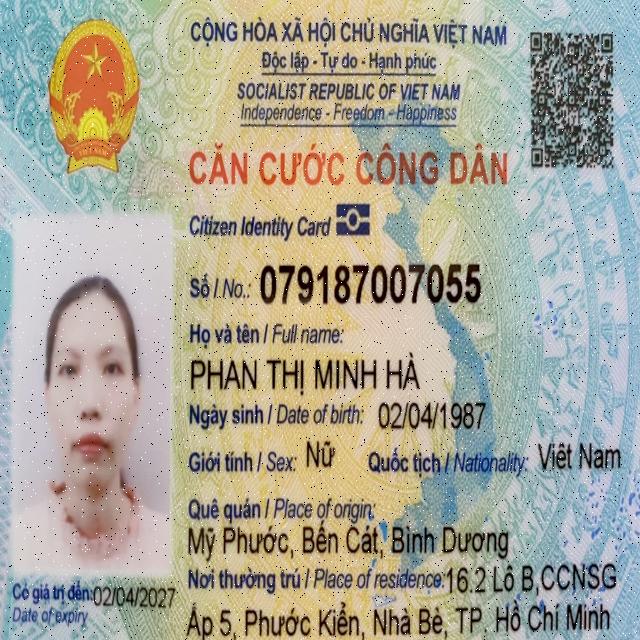 CỘNG HÒA XÃ HỘI CHỦ NGHĨA VIỆT NAM
Độc lập - Tự do - Hạnh phúc
SOCIALIST REPUBLIC OF VIET NAM
Independence - Freedom - Happiness
CĂN CƯỚC CÔNG DÂN
Citizen Identity Card
Số / No.: 079187007055
Họ và tên / Full name:
PHAN THỊ MINH HÀ
Ngày sinh / Date of birth: 02/04/1987
Giới tính / Sex: Nữ Quốc tịch / Nationality: Việt Nam
Quê quán / Place of origin:
Mỹ Phước, Bến Cát, Bình Dương
Nơi thường trú / Place of residence: 16.2 Lô B,CCNSG
Ấp 5, Phước Kiển, Nhà Bè, TP. Hồ Chí Minh
Có giá trị đến: 02/04/2027
Date of expiry